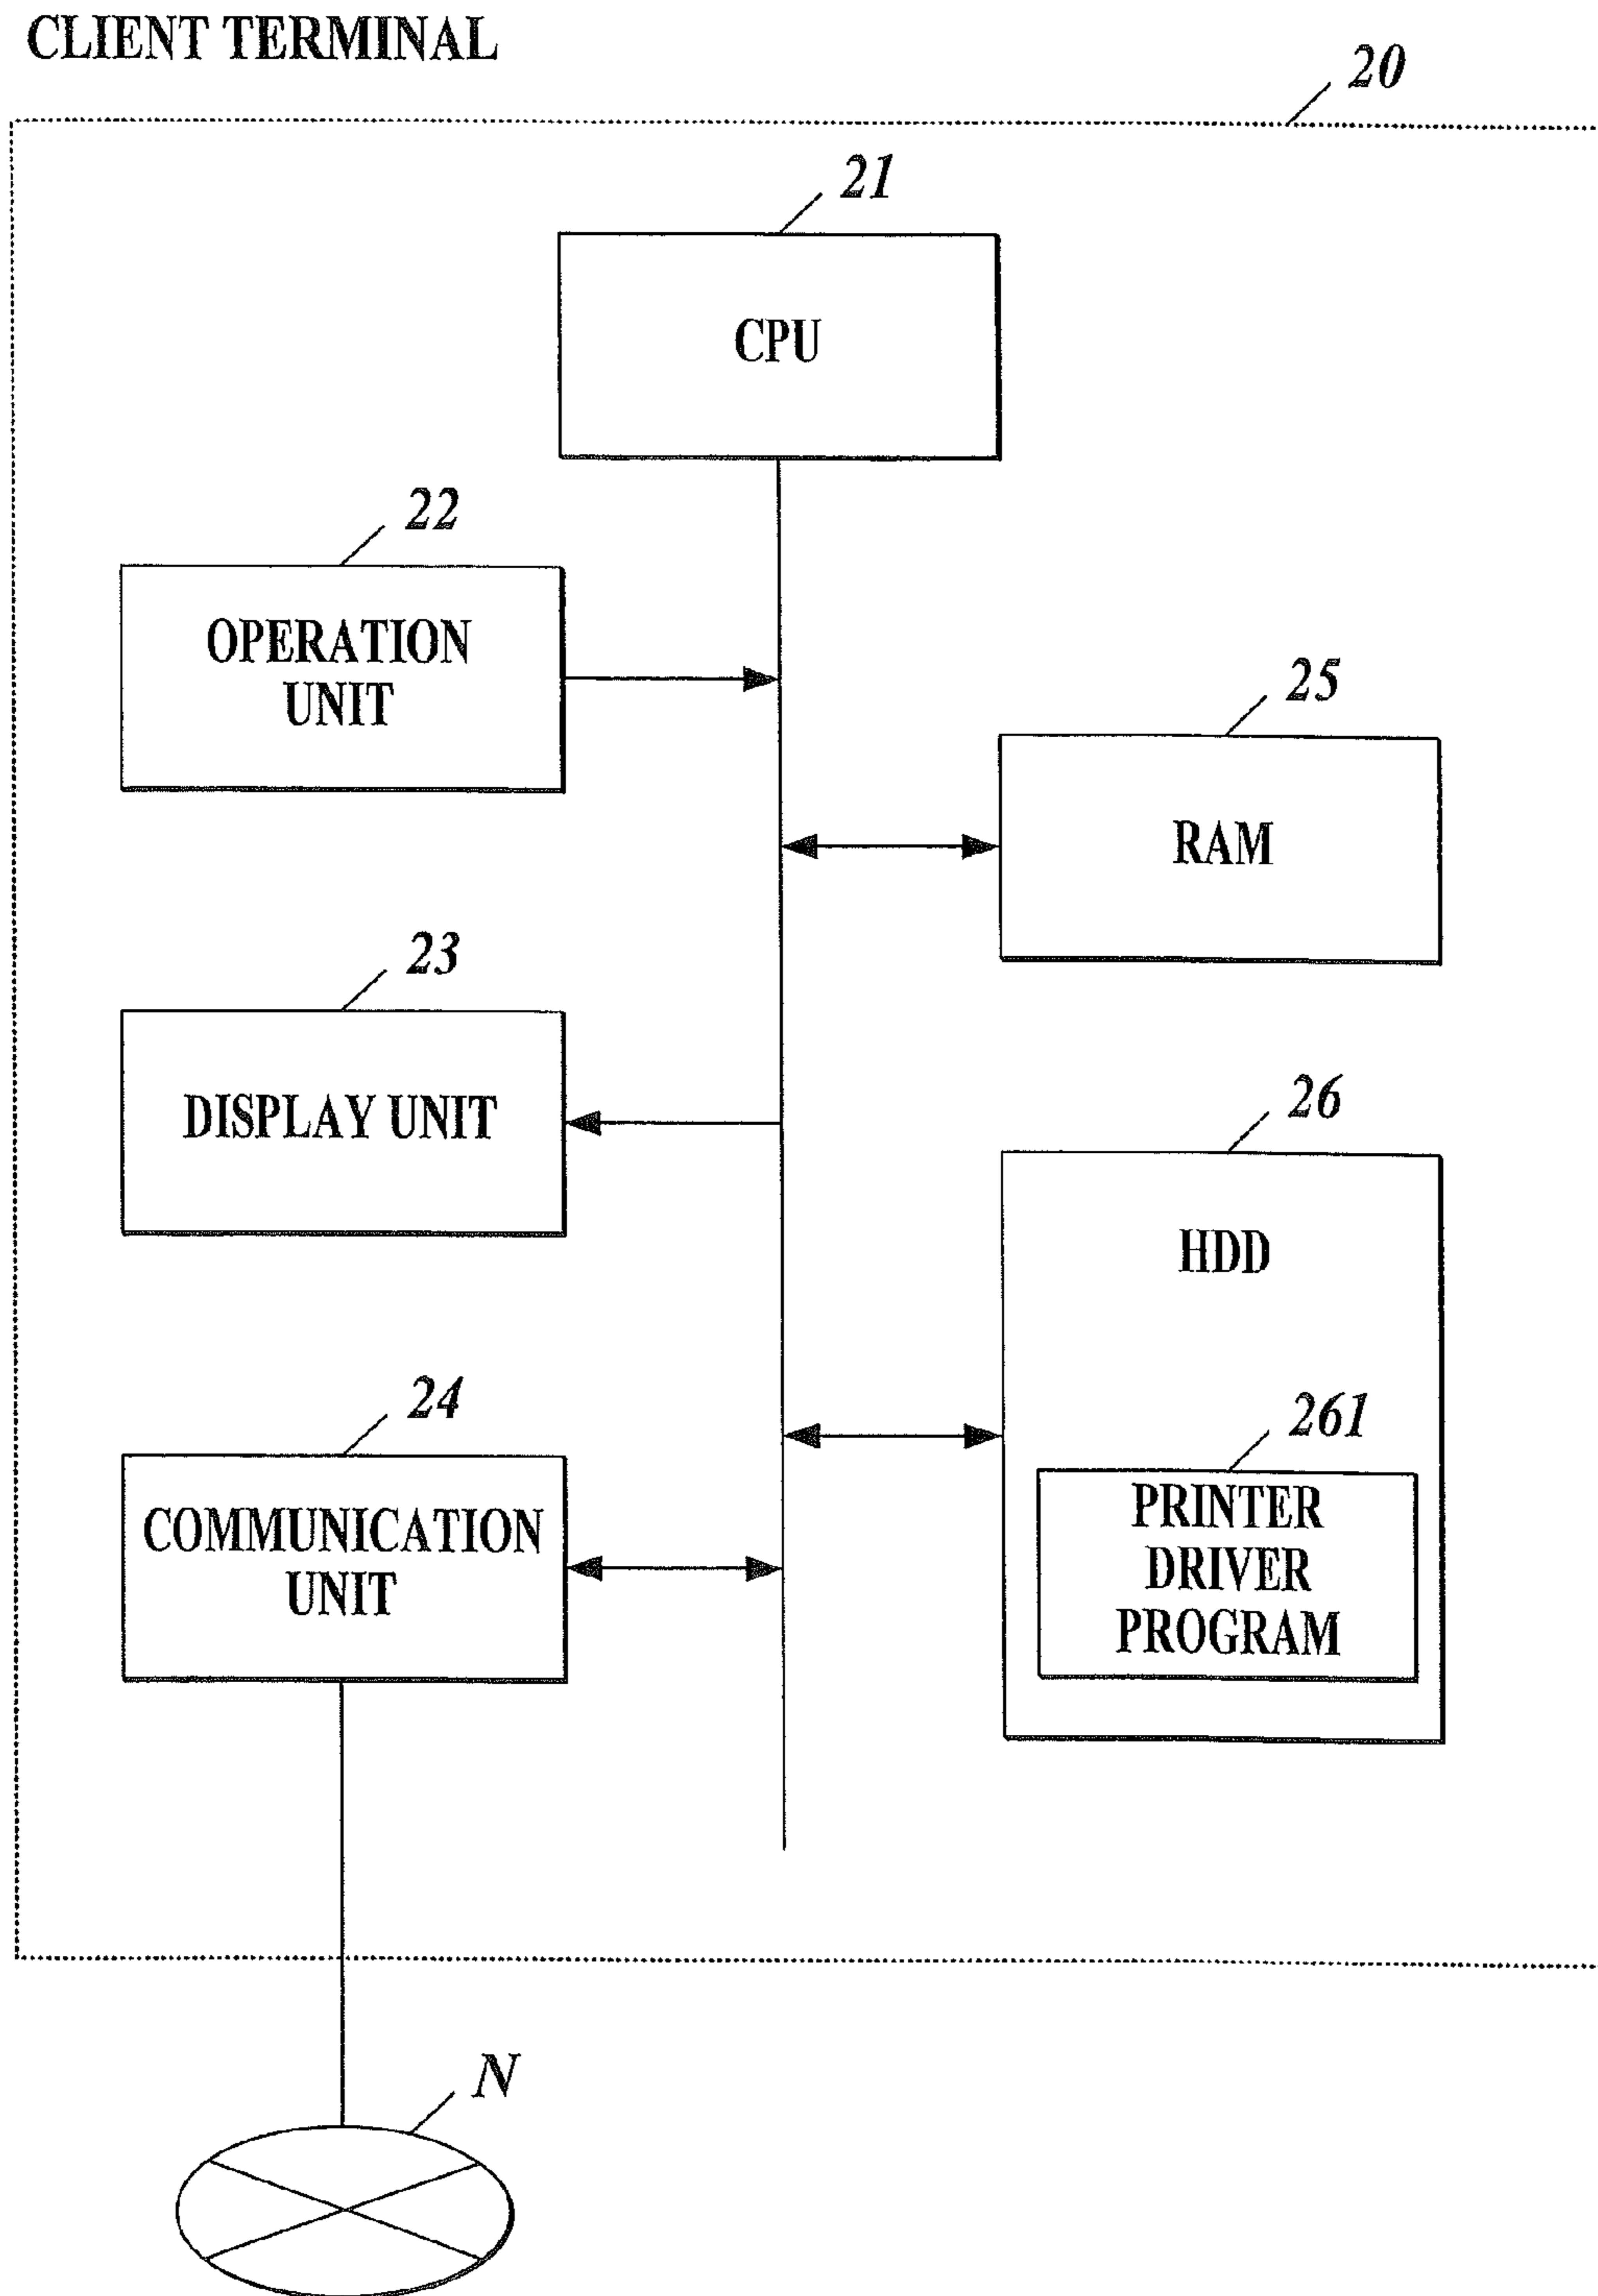 CLIENT TERMINAL
20
21
CPU
22
OPERATION
UNIT
25
RAM
23
DISPLAY UNIT
26
HDD
24
COMMUNICATION
UNIT
261
PRINTER
DRIVER
PROGRAM
N